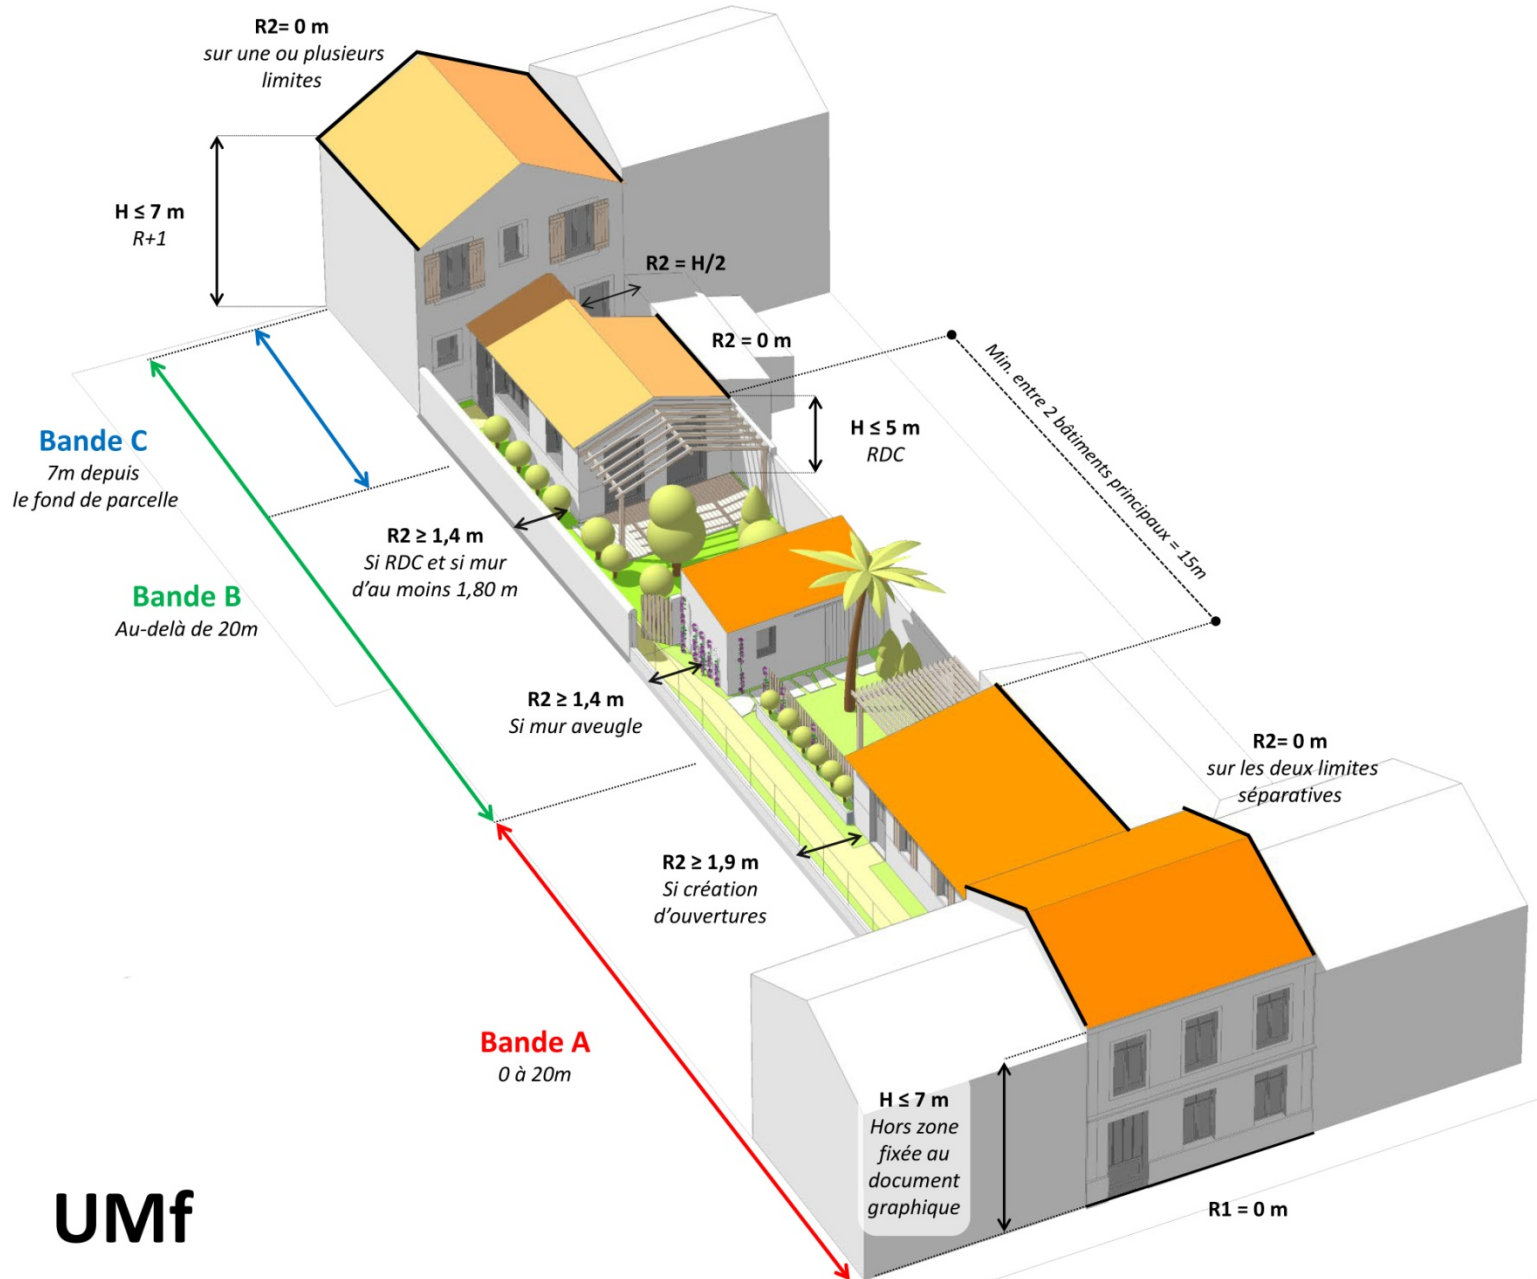 R2= 0 m
sur une ou plusieurs
limites
H ≤ 7 m
R+1
R2 = H/2
R2 = 0 m
Min. entre 2 bâtiments principaux = 15m
H ≤ 5 m
RDC
Bande C
7m depuis
le fond de parcelle
R2 ≥ 1,4 m
Si RDC et si mur
d’au moins 1,80 m
Bande B
Au-delà de 20m
R2 ≥ 1,4 m
Si mur aveugle
R2= 0 m
sur les deux limites
séparatives
R2 ≥ 1,9 m
Si création
d’ouvertures
Bande A
0 à 20m
H ≤ 7 m
Hors zone
fixée au
document
graphique
R1 = 0 m
UMf